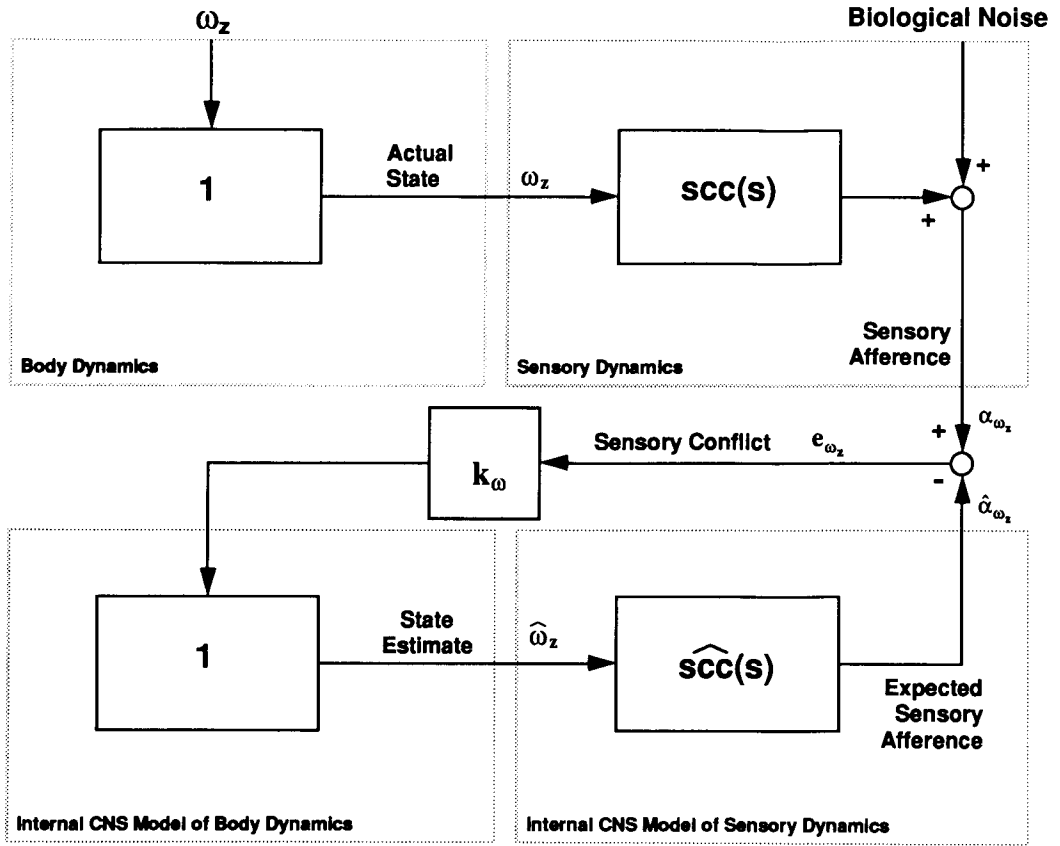 ω_z
Biological Noise
1
Actual
State
ω_z
scc(s)
+
+
Sensory
Afference
Body Dynamics
Sensory Dynamics
+
α_ω_z
Sensory Conflict
e_ω_z
k_ω
-
α̂_ω_z
1
State
Estimate
ω̂_z
s͡cc(s)
Expected
Sensory
Afference
Internal CNS Model of Body Dynamics
Internal CNS Model of Sensory Dynamics